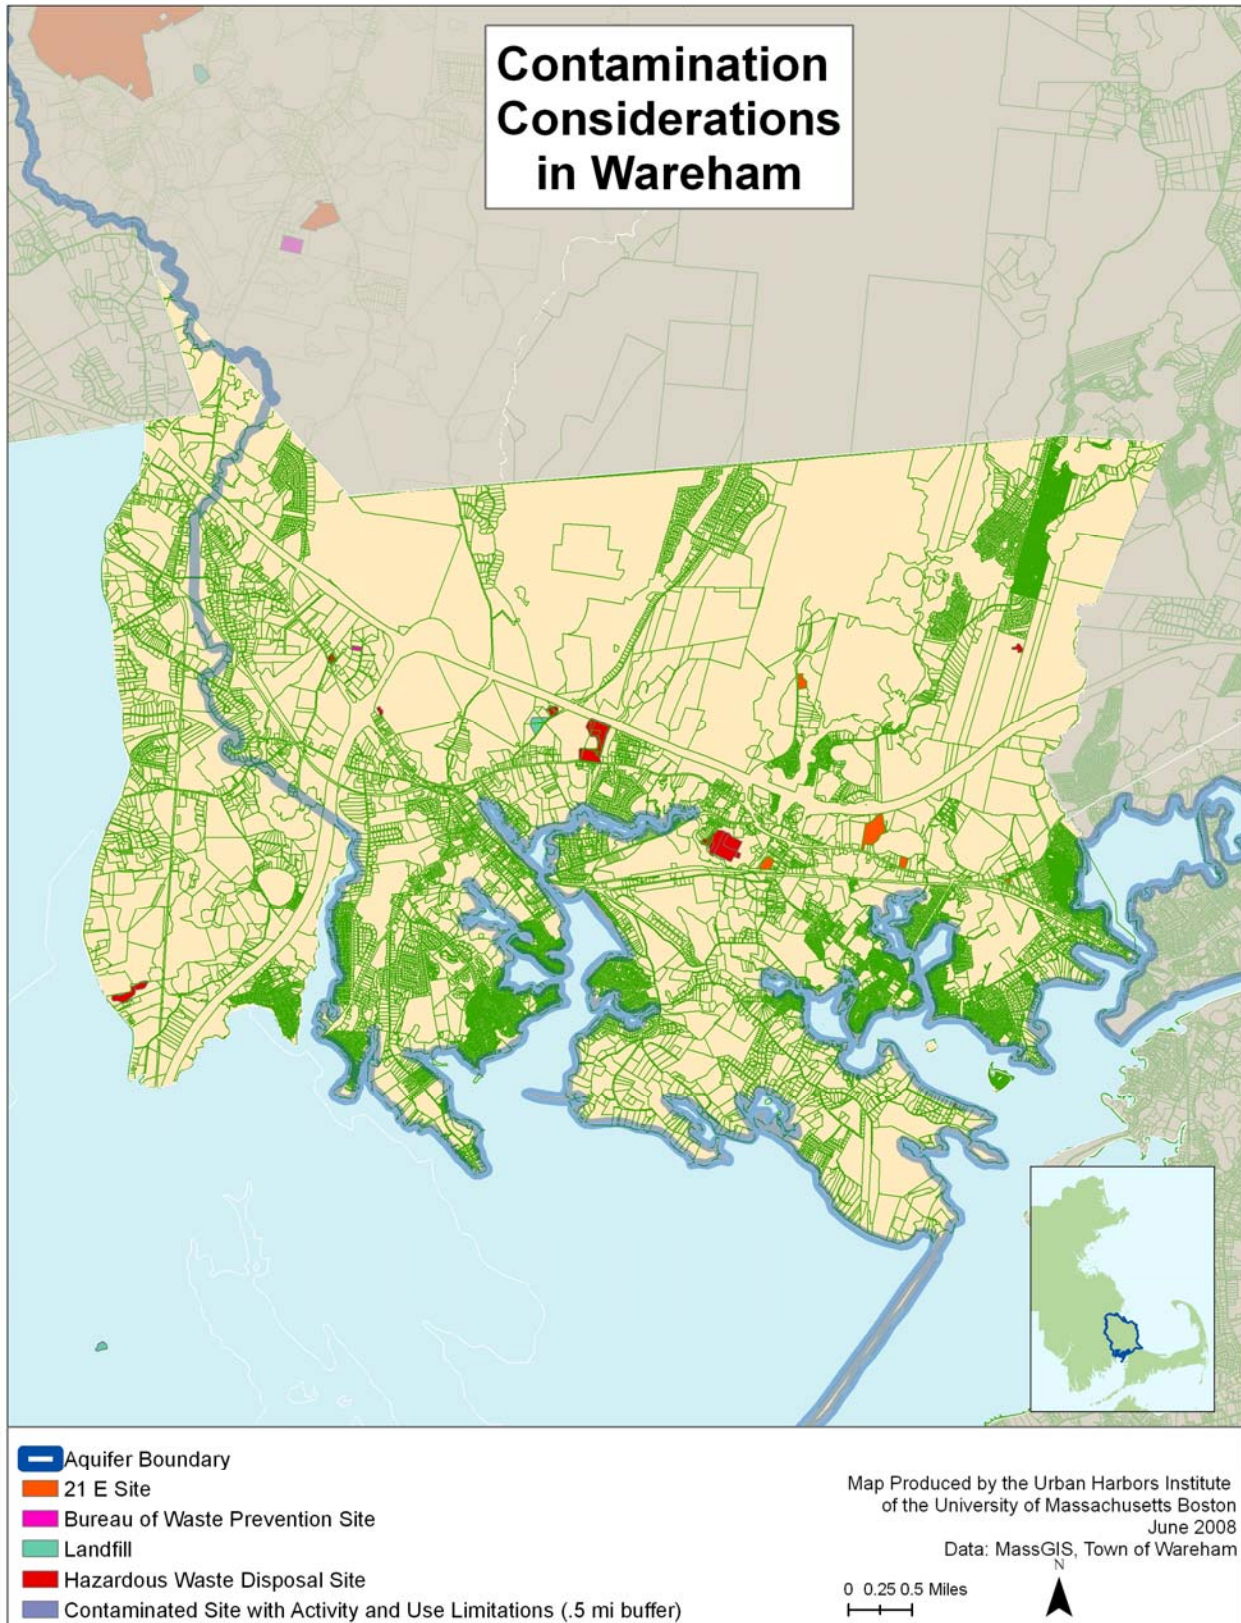 Contamination
Considerations
in Wareham
Aquifer Boundary
21 E Site
Bureau of Waste Prevention Site
Landfill
Hazardous Waste Disposal Site
Contaminated Site with Activity and Use Limitations (.5 mi buffer)
Map Produced by the Urban Harbors Institute
of the University of Massachusetts Boston
June 2008
Data: MassGIS, Town of Wareham
N
0 0.25 0.5 Miles